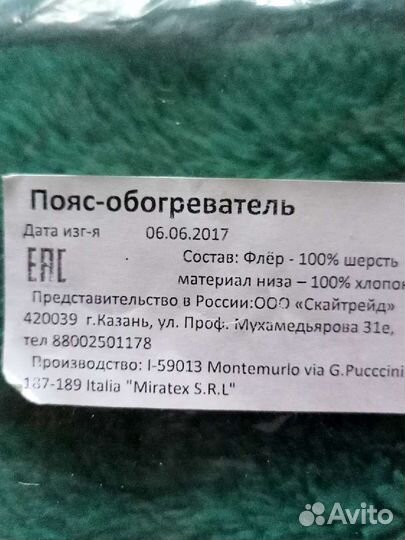 Пояс-обогреватель
Дата изг-я 06.06.2017
EAC Состав: Флёр - 100% шерсть
материал низа – 100% хлопок
Представительство в России:ООО «Скайтрейд»
420039 г.Казань, ул. Проф. Мухамедьярова 31е,
тел 88002501178
Производство: I-59013 Montemurlo via G.Pucccini
187-189 Italia "Miratex S.R.L"
Avito